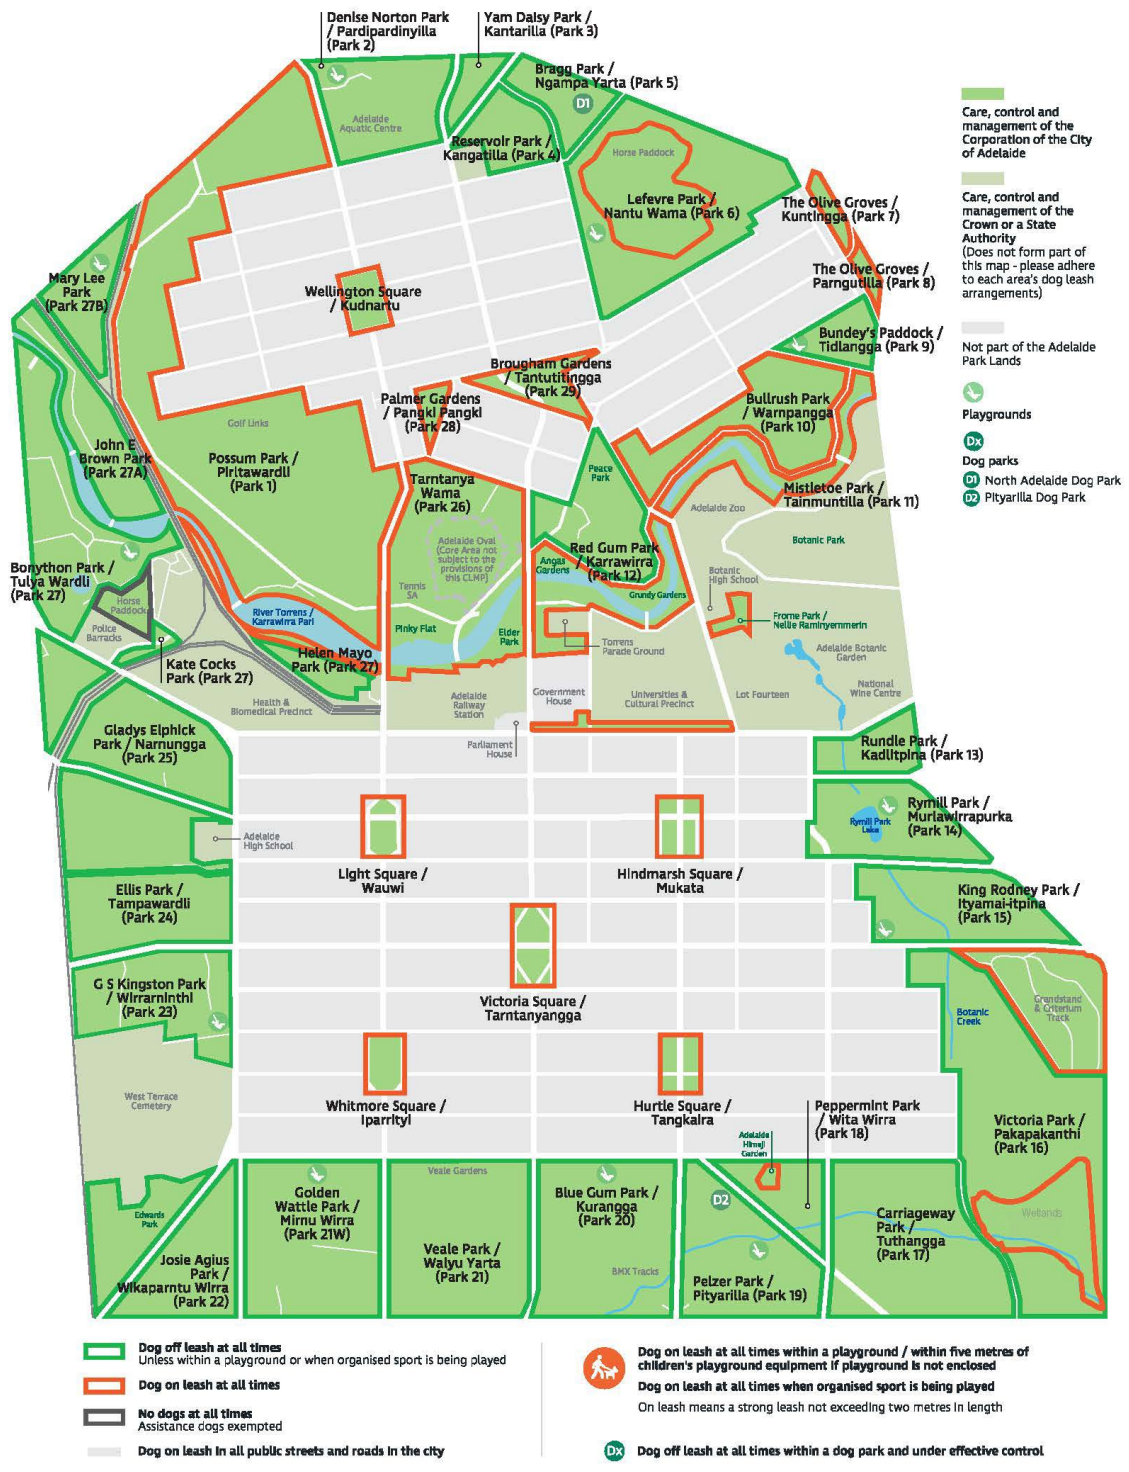 Denise Norton Park
/ Pardipardinyilla
(Park 2)
Yam Daisy Park /
Kantarilla (Park 3)
Bragg Park /
Ngampa Yarta (Park 5)
D1
Adelaide
Aquatic Centre
Reservoir Park /
Kangatilla (Park 4)
Horse Paddock
Lefevre Park /
Nantu Wama (Park 6)
The Olive Groves /
Kuntingga (Park 7)
The Olive Groves /
Parngutilla (Park 8)
Mary Lee
Park
(Park 27B)
Wellington Square
/ Kudnartu
Bundey's Paddock /
Tidlangga (Park 9)
Brougham Gardens
/ Tantutitingga
(Park 29)
Palmer Gardens
/ Pangki Pangki
(Park 28)
Bullrush Park
/ Warnpangga
(Park 10)
Golf Links
John E
Brown Park
(Park 27A)
Possum Park /
Pirltawardli
(Park 1)
Peace
Park
Tarntanya
Wama
(Park 26)
Mistletoe Park /
Tainmuntilla (Park 11)
Adelaide Zoo
Adelaide Oval
(Core Area not
subject to the
provisions of
this CLMP)
Botanic Park
Bonython Park /
Tulya Wardli
(Park 27)
Red Gum Park
/ Karrawirra
(Park 12)
Angas
Gardens
Botanic
High School
Tennis
SA
Grundy Gardens
Horse
Paddock
River Torrens /
Karrawirra Pari
Frome Park /
Nellie Raminyemmerin
Police
Barracks
Pinky Flat
Elder
Park
Torrens
Parade Ground
Adelaide Botanic
Garden
Kate Cocks
Park (Park 27)
Helen Mayo
Park (Park 27)
National
Wine Centre
Health &
Biomedical Precinct
Adelaide
Railway
Station
Government
House
Universities &
Cultural Precinct
Lot Fourteen
Parliament
House
Gladys Elphick
Park / Narnungga
(Park 25)
Rundle Park /
Kadlitpina (Park 13)
Rymill Park /
Murlawirrapurka
(Park 14)
Rymill Park
Lake
Adelaide
High School
Light Square /
Wauwi
Hindmarsh Square /
Mukata
Ellis Park /
Tampawardli
(Park 24)
King Rodney Park /
Ityamai-itpina
(Park 15)
G S Kingston Park
/ Wirrarninthi
(Park 23)
Victoria Square /
Tarntanyangga
Botanic
Creek
Grandstand
& Criterium
Track
West Terrace
Cemetery
Whitmore Square /
Iparrityi
Hurtle Square /
Tangkaira
Peppermint Park
/ Wita Wirra
(Park 18)
Adelaide
Himeji
Garden
Victoria Park /
Pakapakanthi
(Park 16)
Veale Gardens
D2
Edwards
Park
Golden
Wattle Park /
Mirnu Wirra
(Park 21W)
Blue Gum Park /
Kurangga
(Park 20)
Carriageway
Park /
Tuthangga
(Park 17)
Wetlands
Josie Agius
Park /
Wikaparntu Wirra
(Park 22)
Veale Park /
Walyu Yarta
(Park 21)
BMX Tracks
Pelzer Park /
Pityarilla (Park 19)
Care, control and
management of the
Corporation of the City
of Adelaide
Care, control and
management of the
Crown or a State
Authority
(Does not form part of
this map - please adhere
to each area's dog leash
arrangements)
Not part of the Adelaide
Park Lands
Playgrounds
Dx
Dog parks
D1 North Adelaide Dog Park
D2 Pityarilla Dog Park
Dog off leash at all times
Unless within a playground or when organised sport is being played
Dog on leash at all times
No dogs at all times
Assistance dogs exempted
Dog on leash in all public streets and roads in the city
Dog on leash at all times within a playground / within five metres of
children's playground equipment if playground is not enclosed
Dog on leash at all times when organised sport is being played
On leash means a strong leash not exceeding two metres in length
Dx Dog off leash at all times within a dog park and under effective control